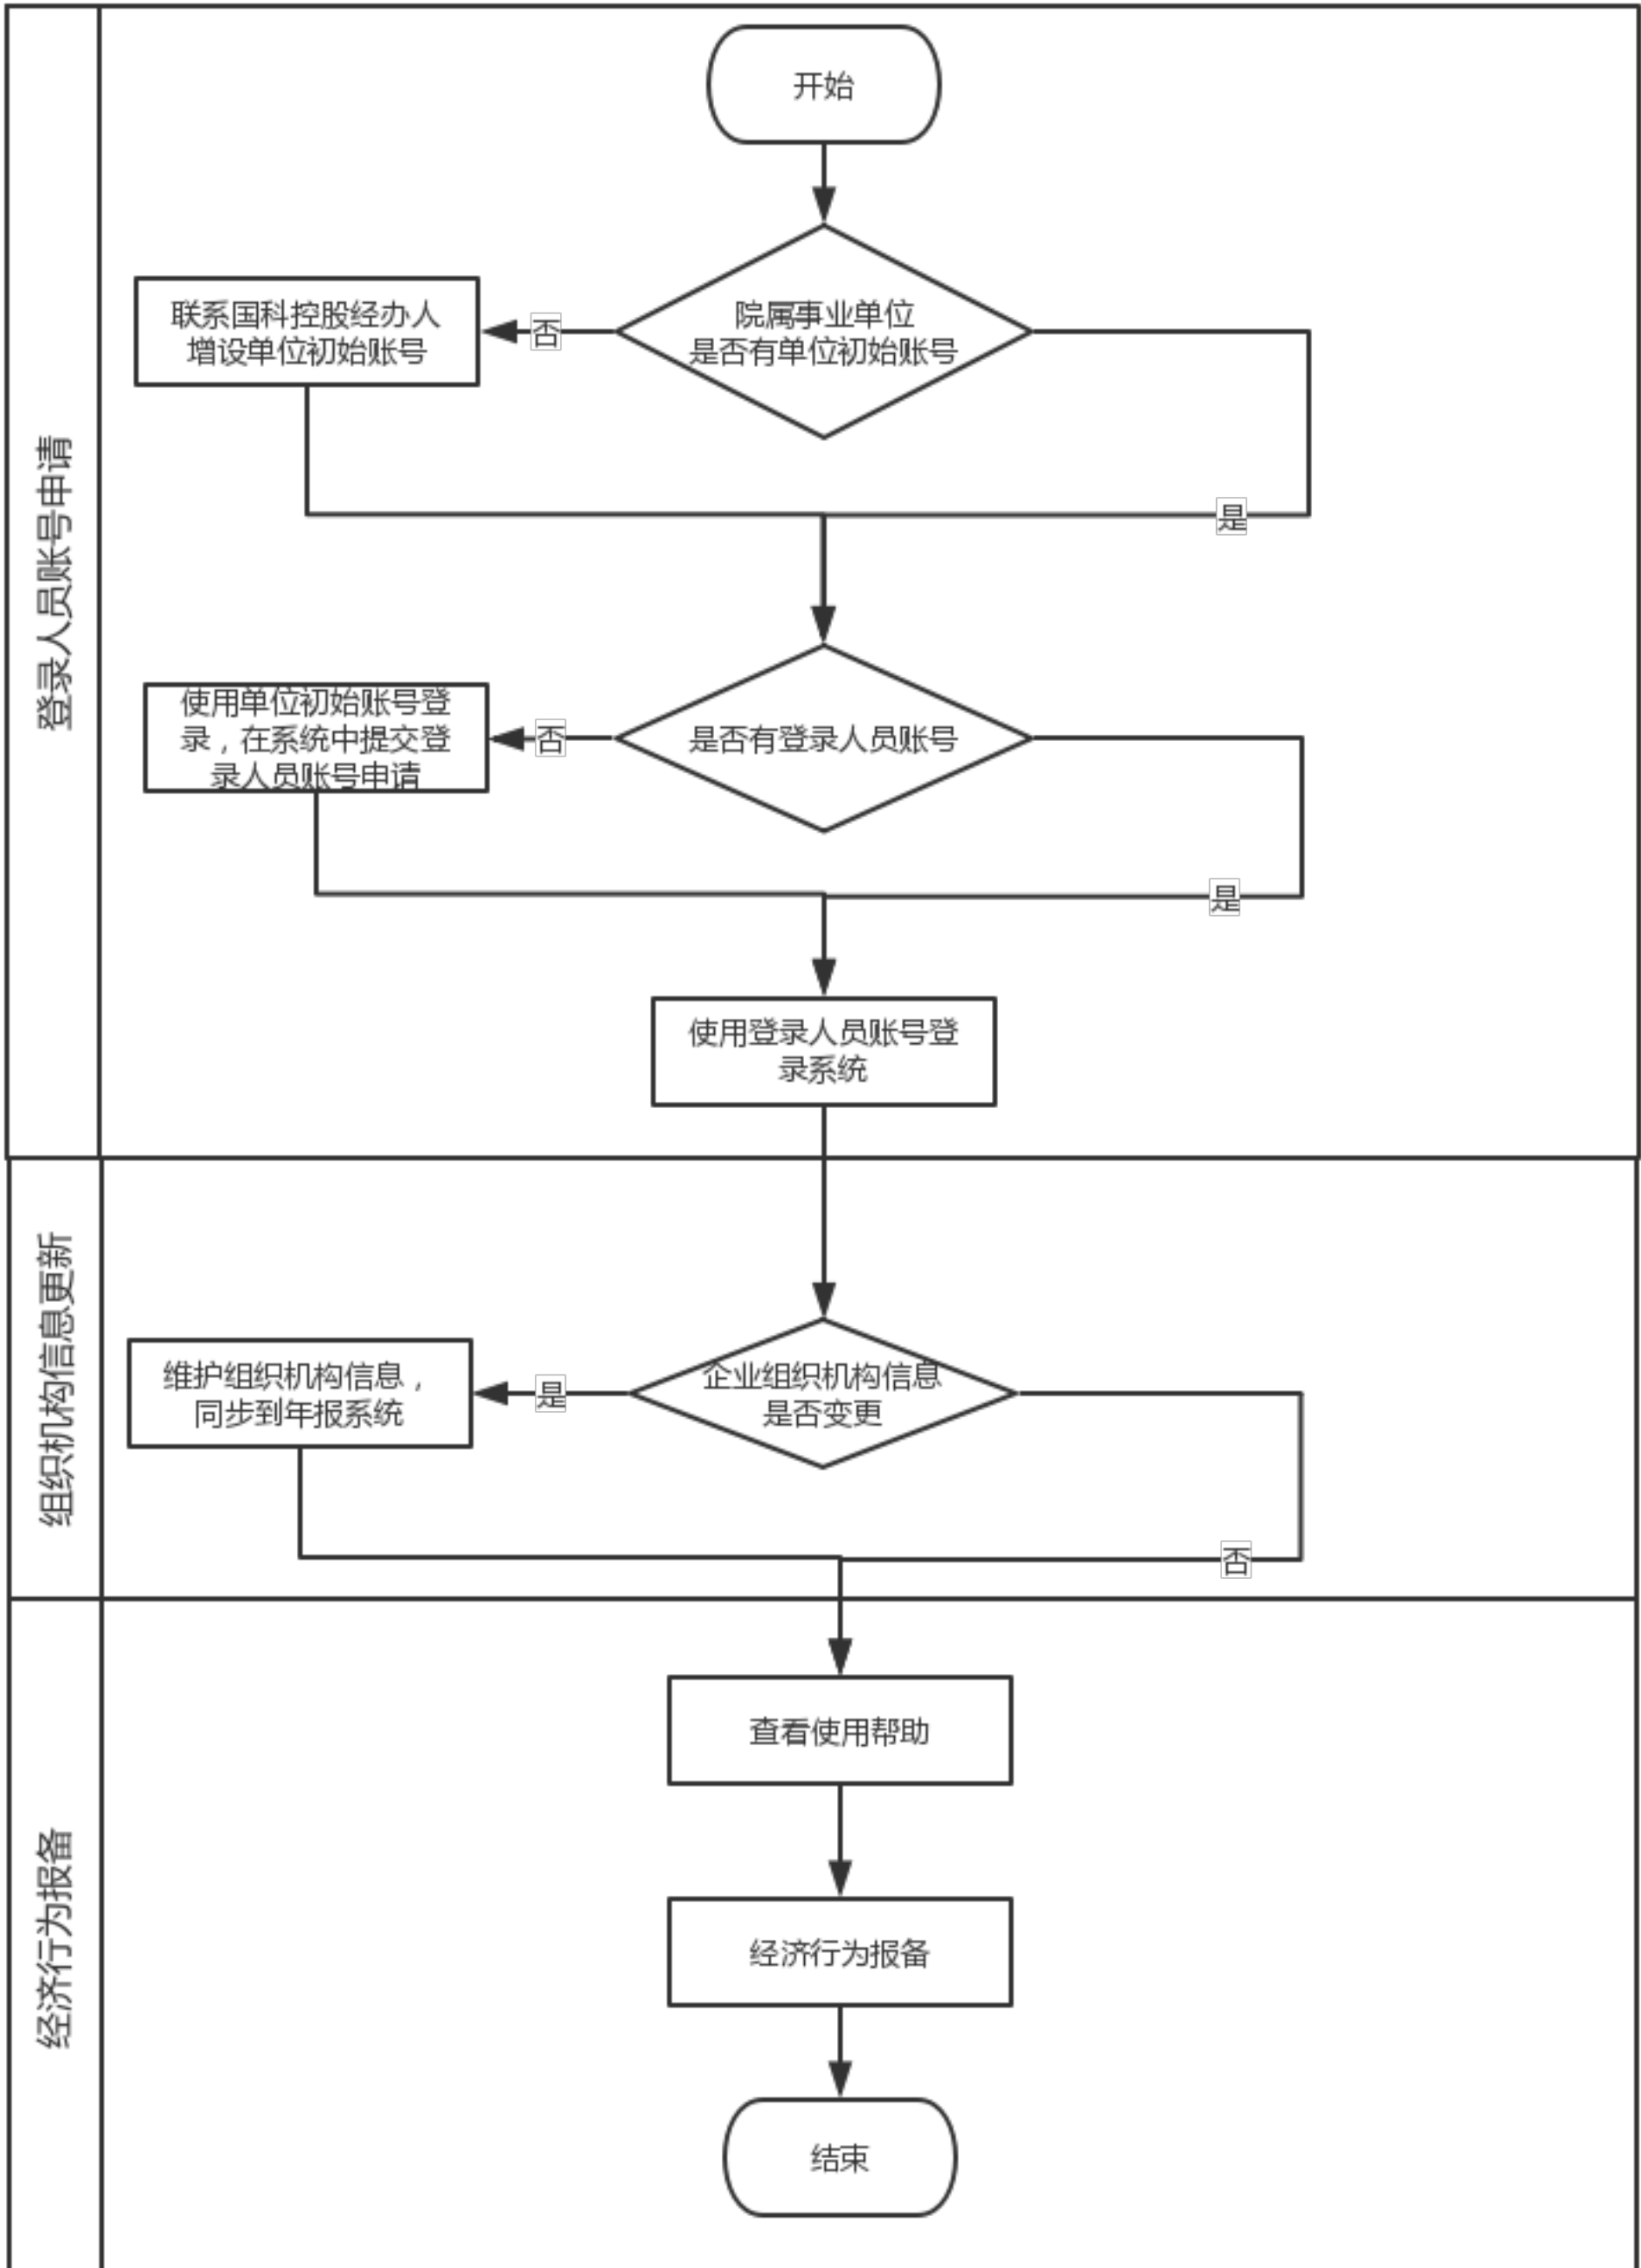 登录人员账号申请
开始
院属事业单位
是否有单位初始账号
否
联系国科控股经办人
增设单位初始账号
是
是否有登录人员账号
否
使用单位初始账号登
录，在系统中提交登
录人员账号申请
是
使用登录人员账号登
录系统
组织机构信息更新
企业组织机构信息
是否变更
是
维护组织机构信息，
同步到年报系统
否
经济行为报备
查看使用帮助
经济行为报备
结束